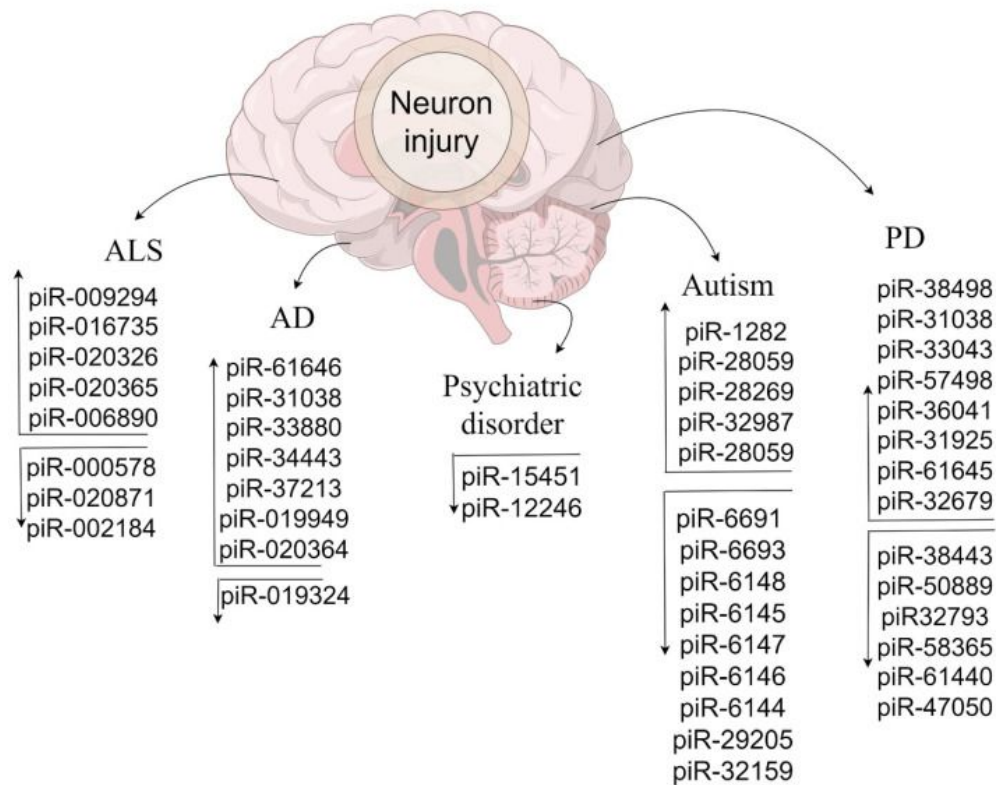 Neuron
injury
ALS
piR-009294
piR-016735
piR-020326
piR-020365
piR-006890
piR-000578
piR-020871
piR-002184
AD
piR-61646
piR-31038
piR-33880
piR-34443
piR-37213
piR-019949
piR-020364
piR-019324
Psychiatric
disorder
piR-15451
piR-12246
Autism
piR-1282
piR-28059
piR-28269
piR-32987
piR-28059
piR-6691
piR-6693
piR-6148
piR-6145
piR-6147
piR-6146
piR-6144
piR-29205
piR-32159
PD
piR-38498
piR-31038
piR-33043
piR-57498
piR-36041
piR-31925
piR-61645
piR-32679
piR-38443
piR-50889
piR32793
piR-58365
piR-61440
piR-47050